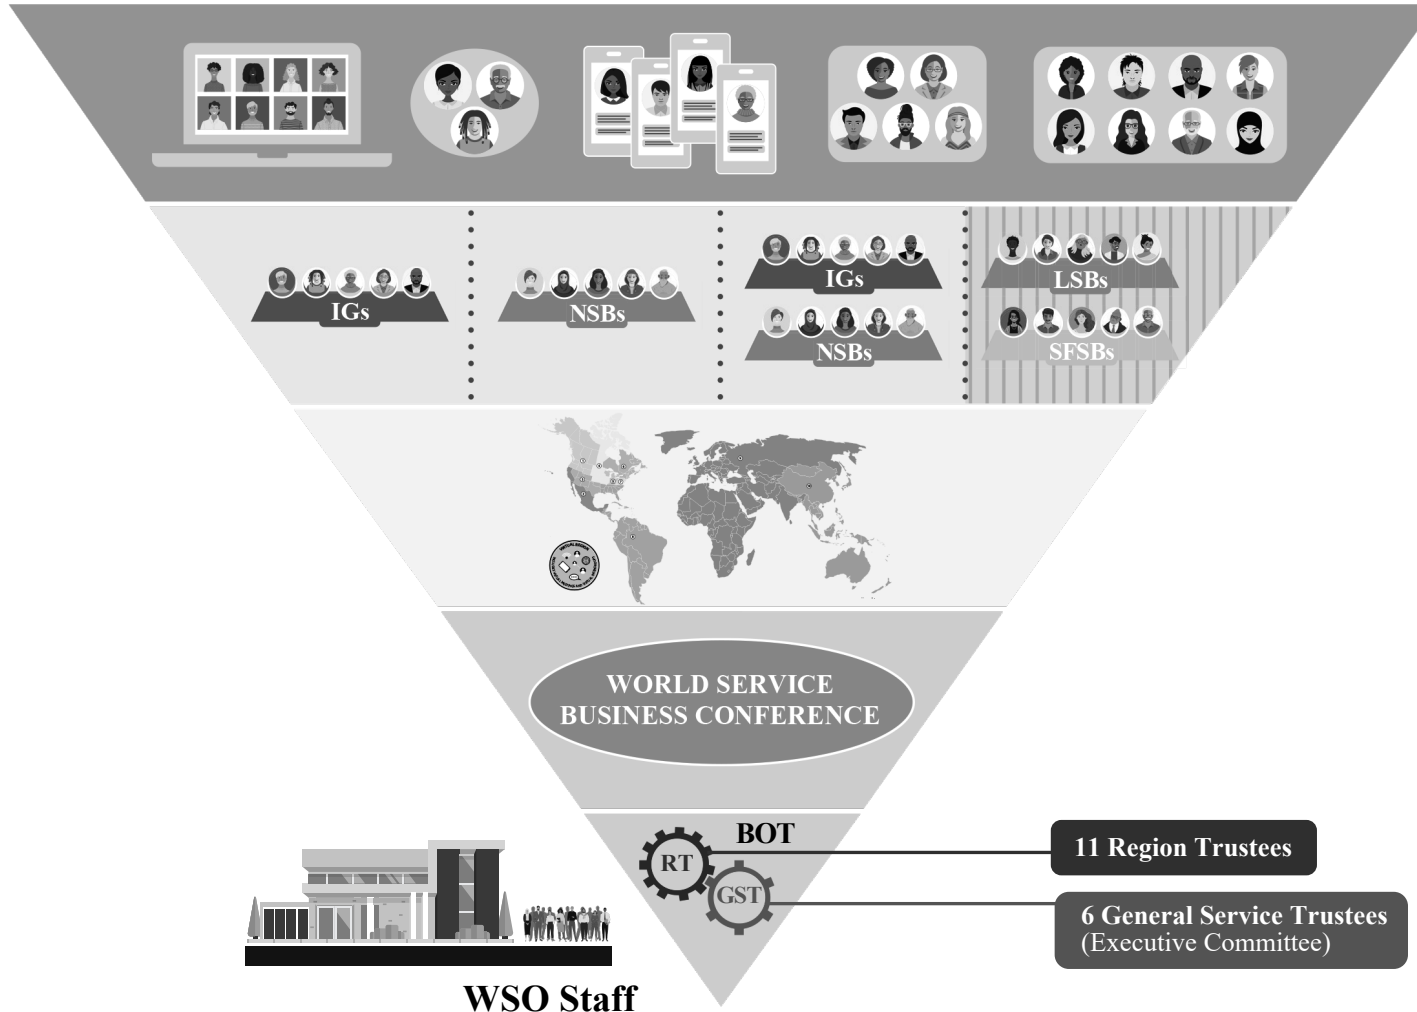 IGs
NSBs
IGs
NSBs
LSBs
SFSBs
WORLD SERVICE
BUSINESS CONFERENCE
BOT
RT
GST
11 Region Trustees
6 General Service Trustees
(Executive Committee)
WSO Staff